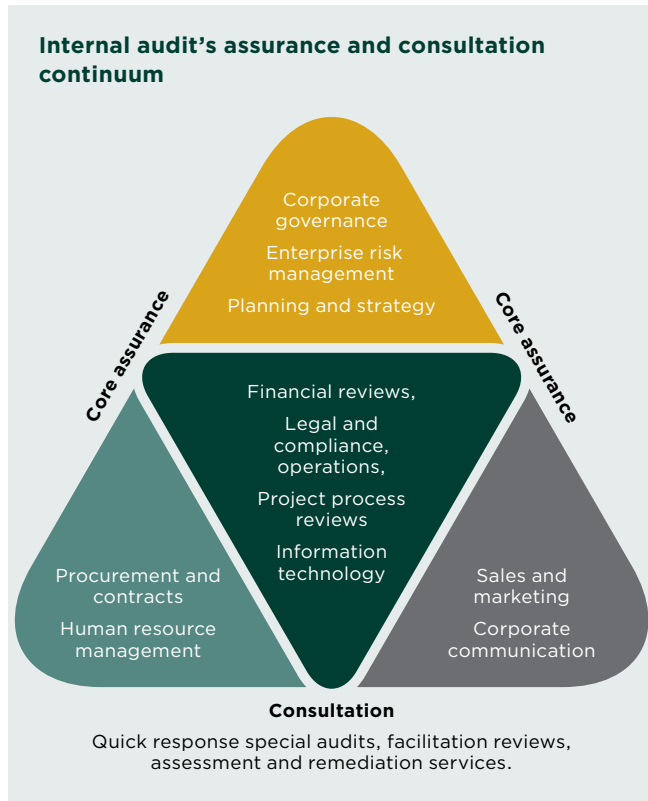 Internal audit’s assurance and consultation
continuum
Corporate
governance
Enterprise risk
management
Planning and strategy
Core assurance
Core assurance
Financial reviews,
Legal and
compliance,
operations,
Project process
reviews
Information
technology
Procurement and
contracts
Human resource
management
Sales and
marketing
Corporate
communication
Consultation
Quick response special audits, facilitation reviews,
assessment and remediation services.